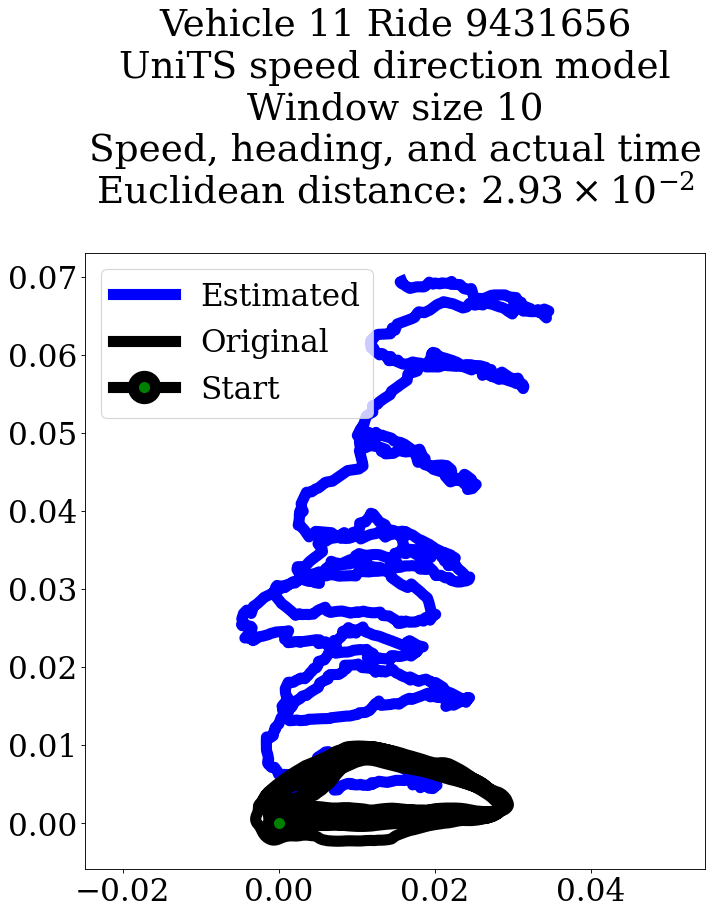 Vehicle 11 Ride 9431656
UniTS speed direction model
Window size 10
Speed, heading, and actual time
Euclidean distance: 2.93 × 10⁻²
Estimated
Original
Start
0.07
0.06
0.05
0.04
0.03
0.02
0.01
0.00
−0.02 0.00 0.02 0.04